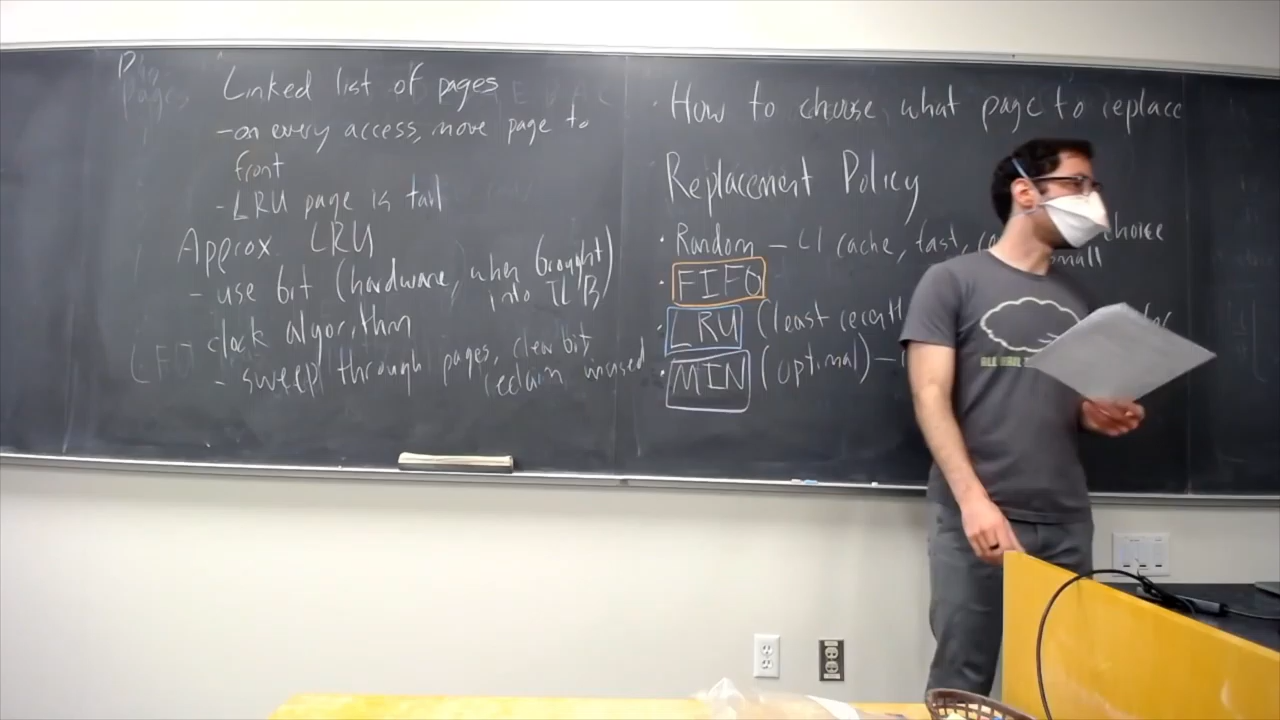 Linked list of pages
- on every access, move page to
front
- LRU page is tail
Approx LRU
- use bit (hardware, when brought
into TLB)
clock algorithm
- sweep through pages, clear bit,
reclaim unused
Pages
· How to choose what page to replace
Replacement Policy
· Random - L1 cache, fast, choice
small
· FIFO
· LRU (least
· MIN (optimal) -